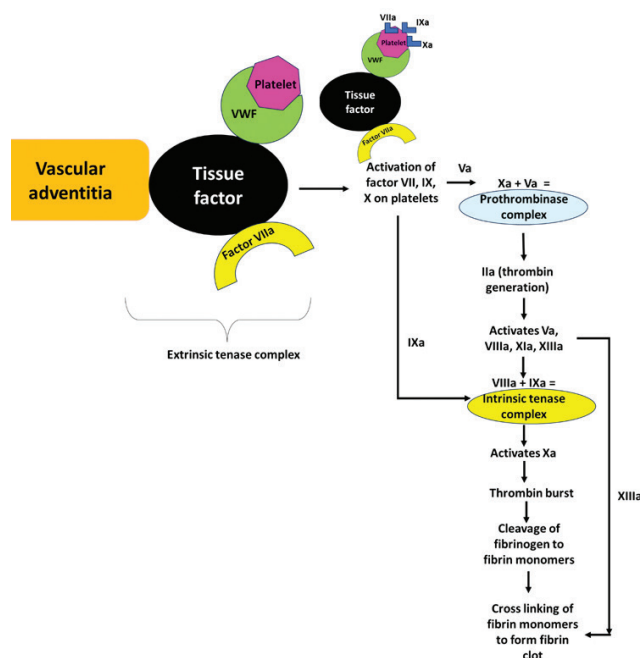 VIIa
IXa
Platelet
Xa
VWF
Tissue
factor
Factor VIIa
Platelet
VWF
Vascular
adventitia
Tissue
factor
Factor VIIa
Extrinsic tenase complex
Activation of
factor VII, IX,
X on platelets
Va
Xa + Va =
Prothrombinase
complex
IIa (thrombin
generation)
Activates Va,
VIIIa, XIa, XIIIa
IXa
VIIIa + IXa =
Intrinsic tenase
complex
Activates Xa
Thrombin burst
XIIIa
Cleavage of
fibrinogen to
fibrin monomers
Cross linking of
fibrin monomers
to form fibrin
clot